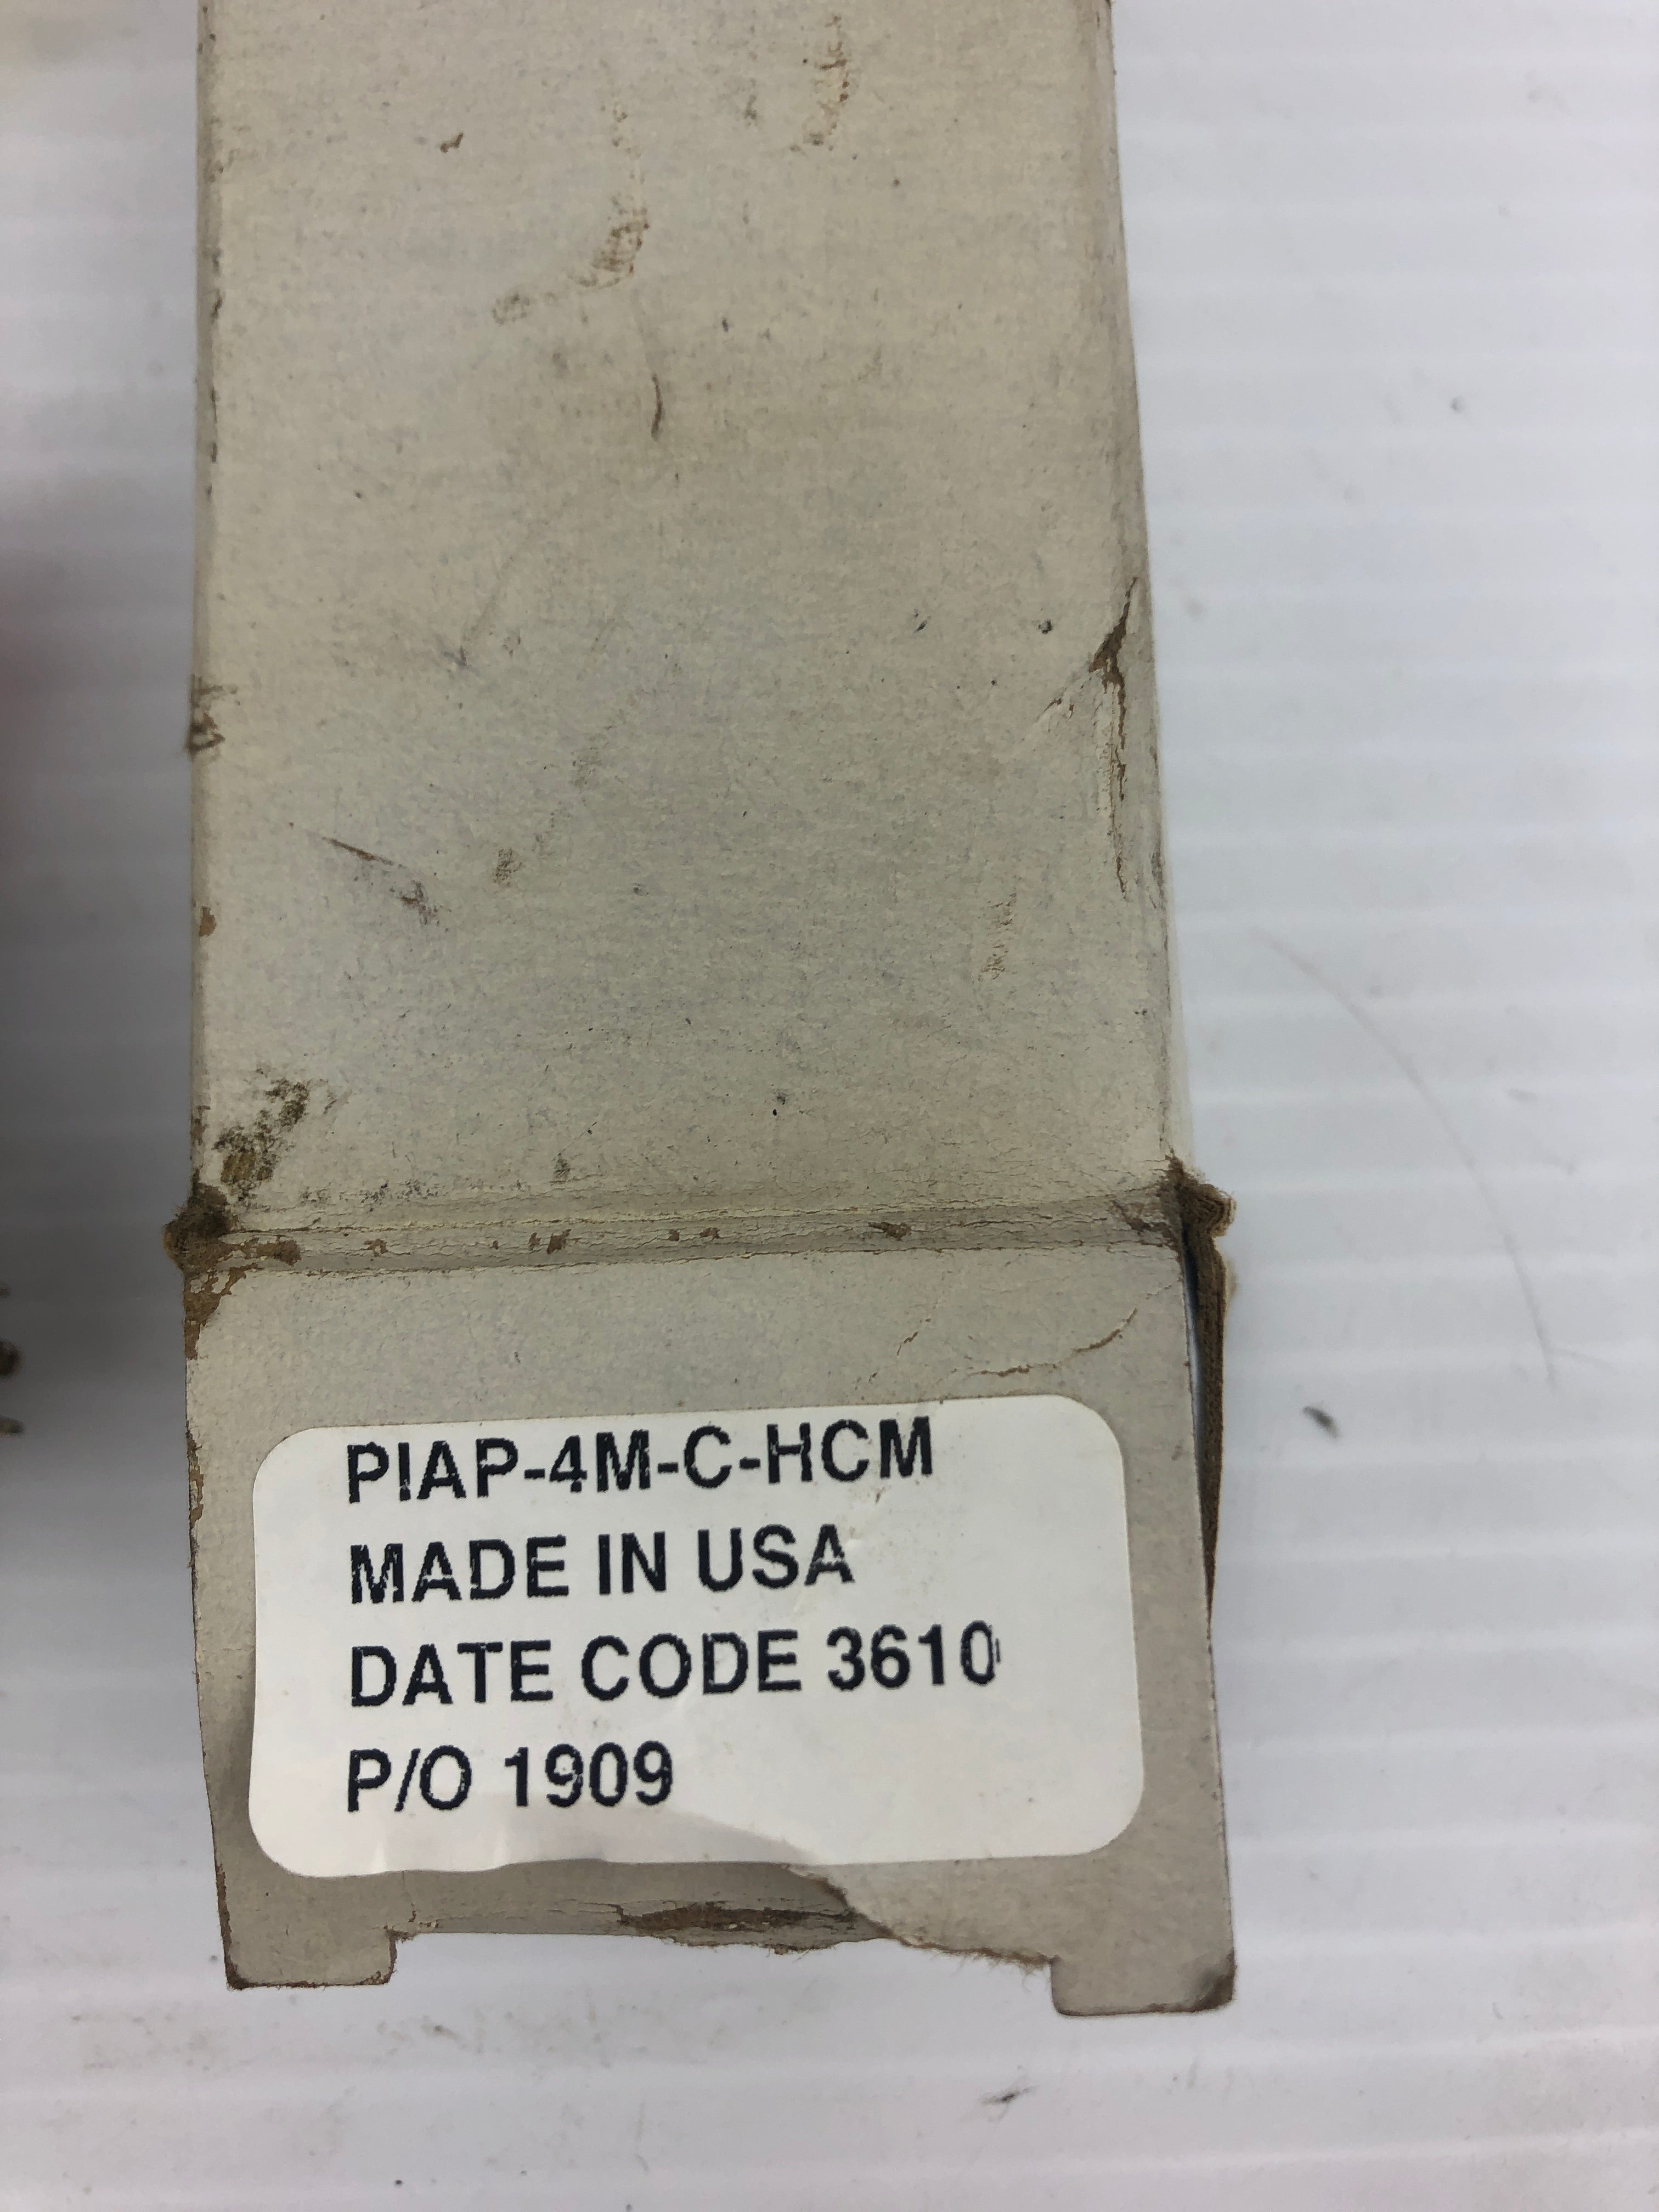 PIAP-4M-C-HCM
MADE IN USA
DATE CODE 3610
P/O 1909